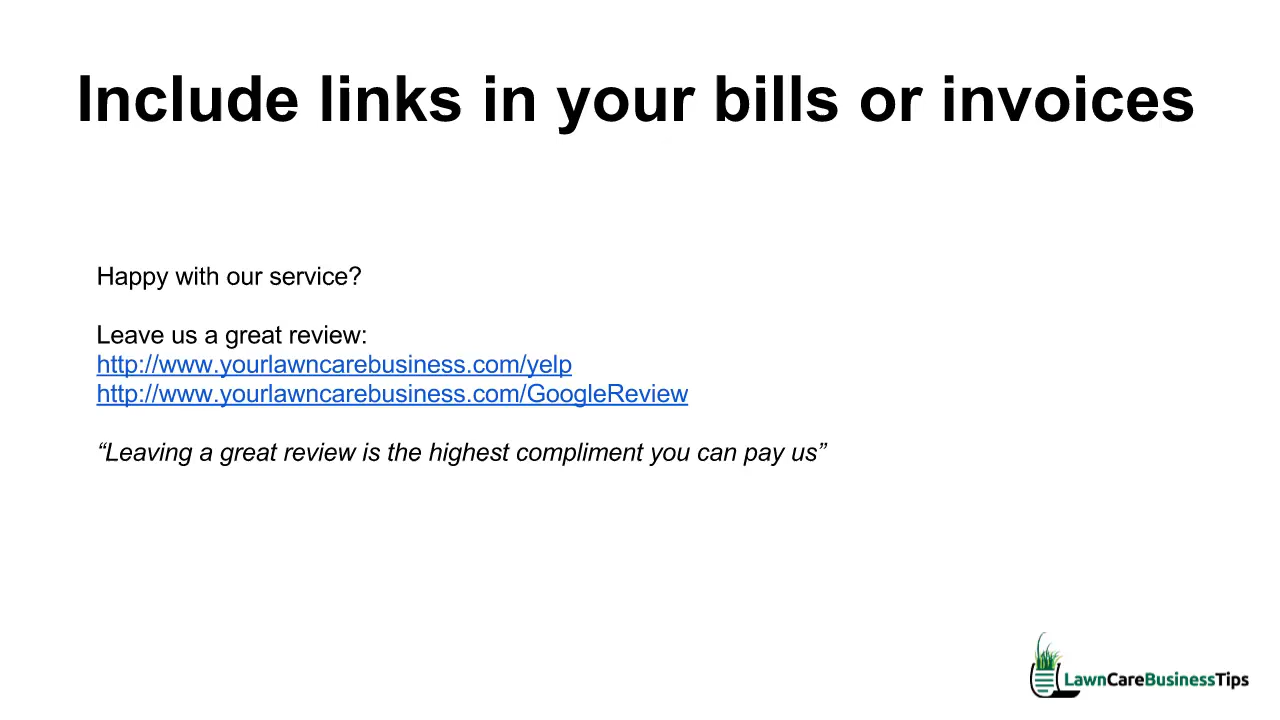 Include links in your bills or invoices
Happy with our service?
Leave us a great review:
http://www.yourlawncarebusiness.com/yelp
http://www.yourlawncarebusiness.com/GoogleReview
“Leaving a great review is the highest compliment you can pay us”
LawnCareBusinessTips